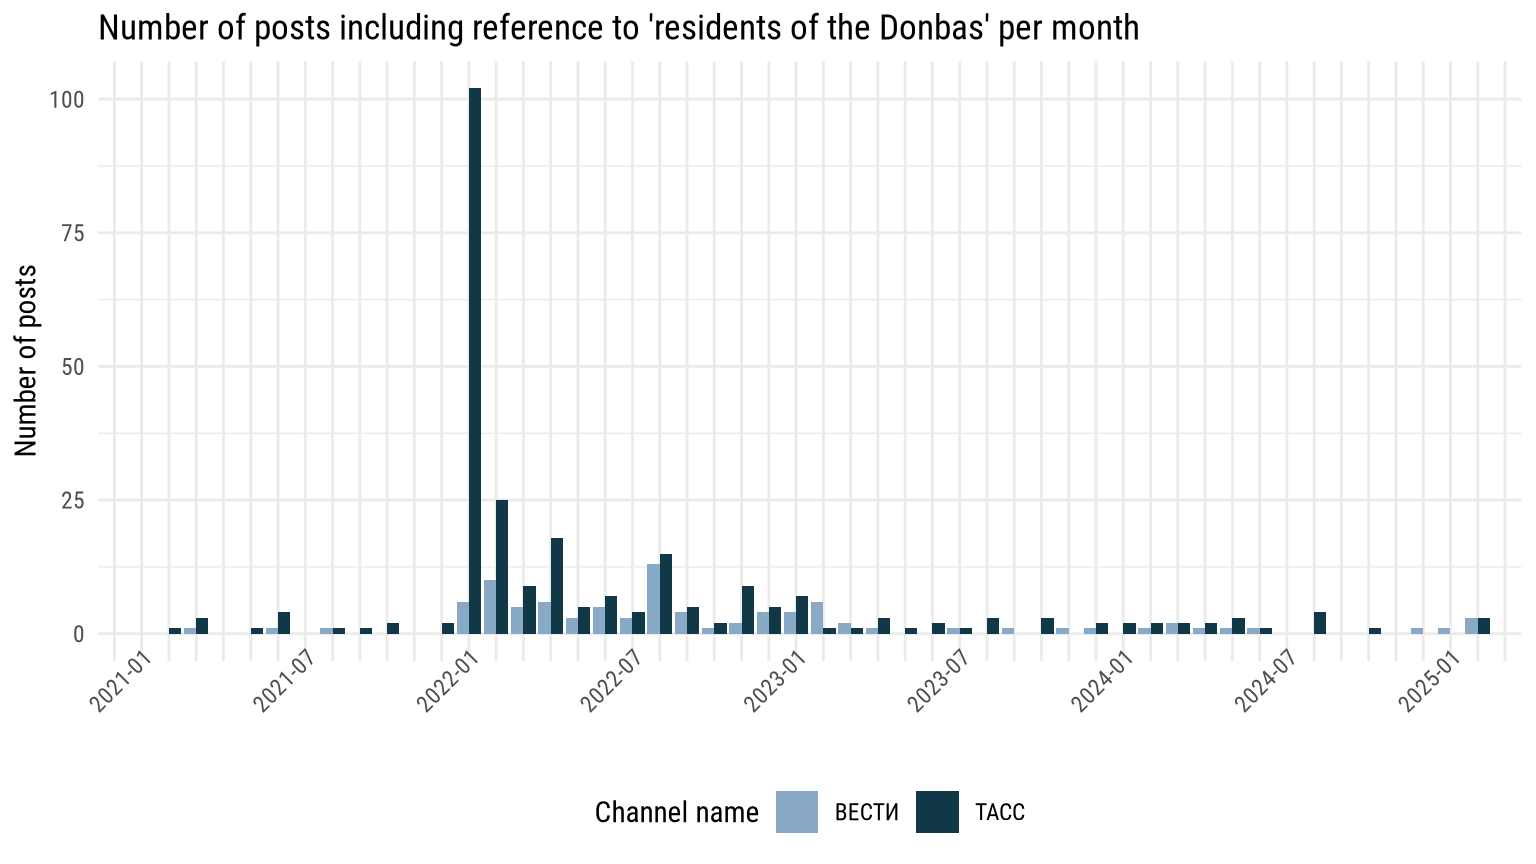 Number of posts including reference to 'residents of the Donbas' per month
Number of posts
100
75
50
25
0
2021-01
2021-07
2022-01
2022-07
2023-01
2023-07
2024-01
2024-07
2025-01
Channel name
ВЕСТИ
ТАСС